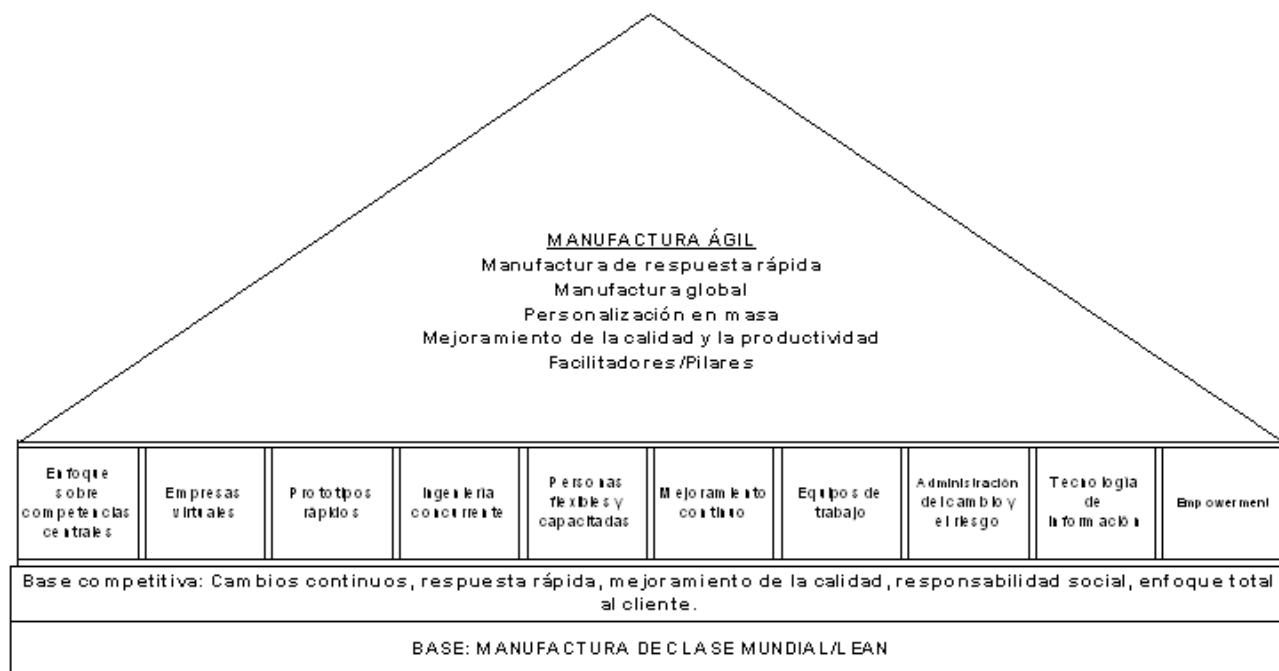 MANUFACTURA ÁGIL
Manufactura de respuesta rápida
Manufactura global
Personalización en masa
Mejoramiento de la calidad y la productividad
Facilitadores/Pilares
Enfoque
sobre
competencias
centrales
Empresas
virtuales
Prototipos
rápidos
Ingeniería
concurrente
Personas
flexibles y
capacitadas
Mejoramiento
continuo
Equipos de
trabajo
Administración
del cambio y
el riesgo
Tecnología
de
Información
Empowerment
Base competitiva: Cambios continuos, respuesta rápida, mejoramiento de la calidad, responsabilidad social, enfoque total
al cliente.
BASE: MANUFACTURA DE CLASE MUNDIAL/LEAN